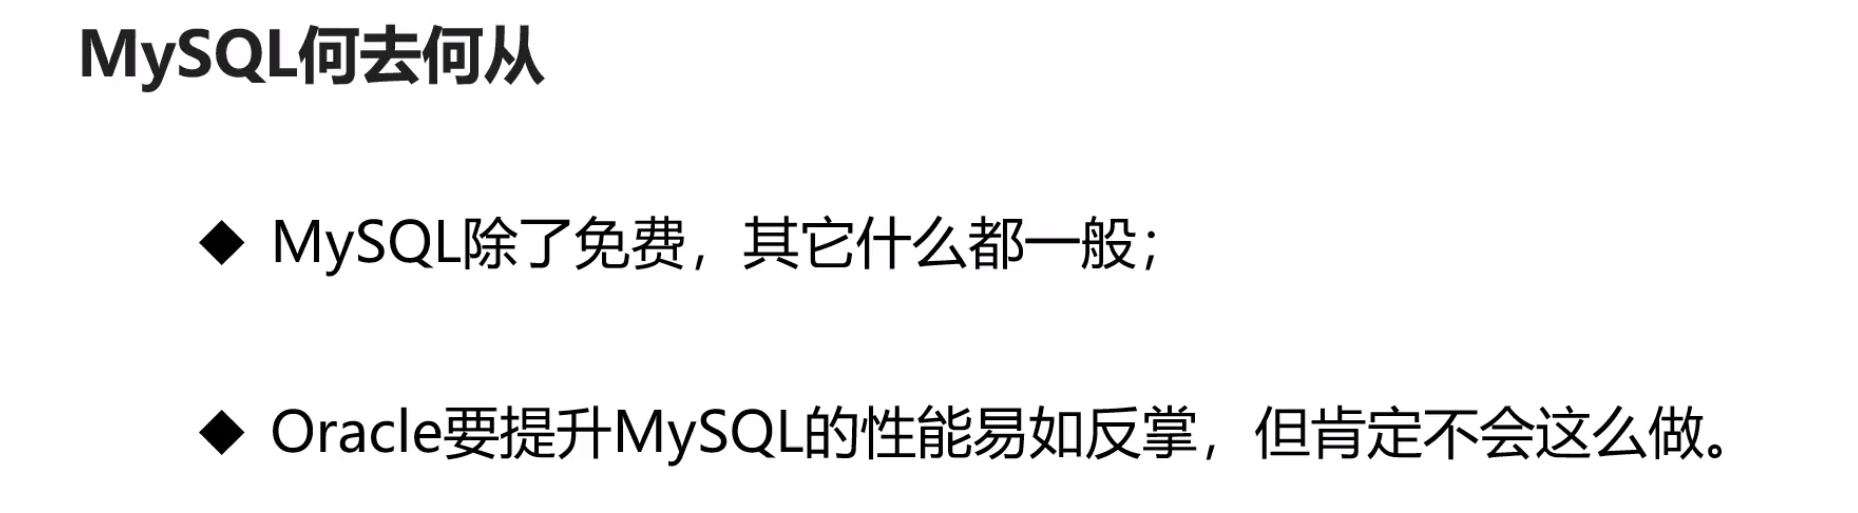 MySQL何去何从
◆ MySQL除了免费，其它什么都一般；
◆ Oracle要提升MySQL的性能易如反掌，但肯定不会这么做。